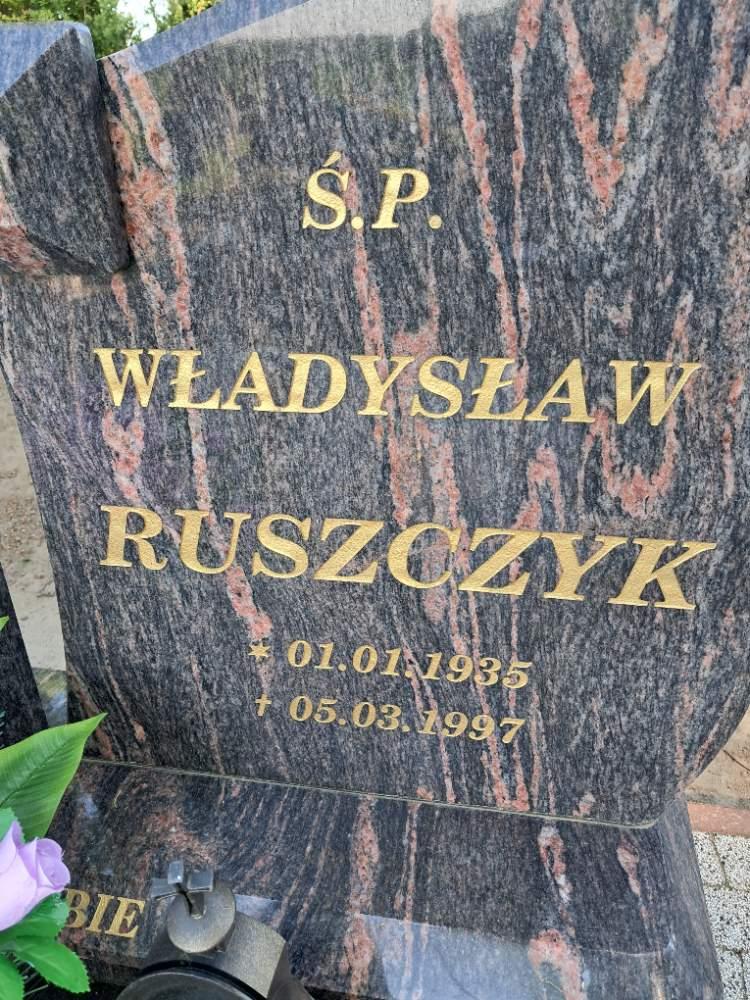 Ś.P.
WŁADYSŁAW
RUSZCZYK
* 01.01.1935
† 05.03.1997
BIE